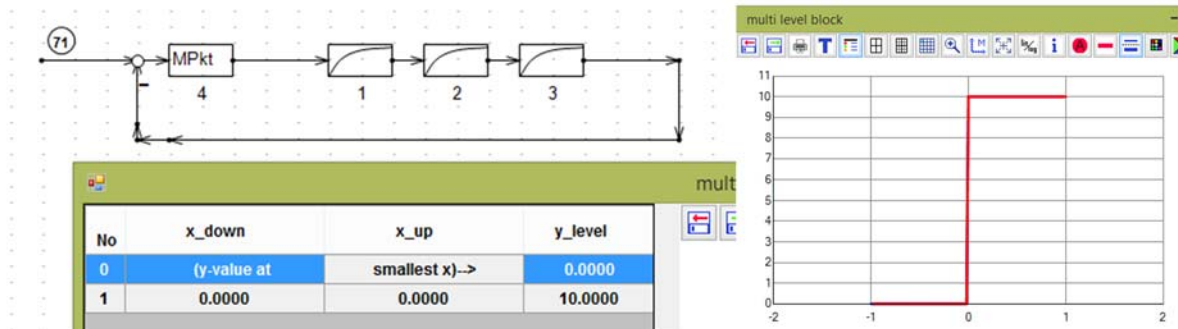 multi level block
71
MPkt
-
4 1 2 3
mult
No x_down x_up y_level
0 (y-value at smallest x)--> 0.0000
1 0.0000 0.0000 10.0000
11
10
9
8
7
6
5
4
3
2
1
0
-2 -1 0 1 2